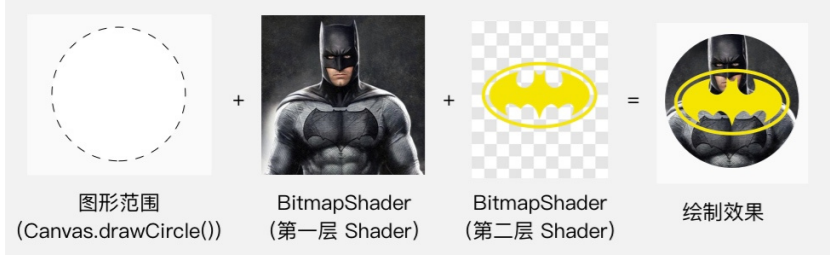 +
+
=
图形范围
(Canvas.drawCircle())
BitmapShader
(第一层 Shader)
BitmapShader
(第二层 Shader)
绘制效果